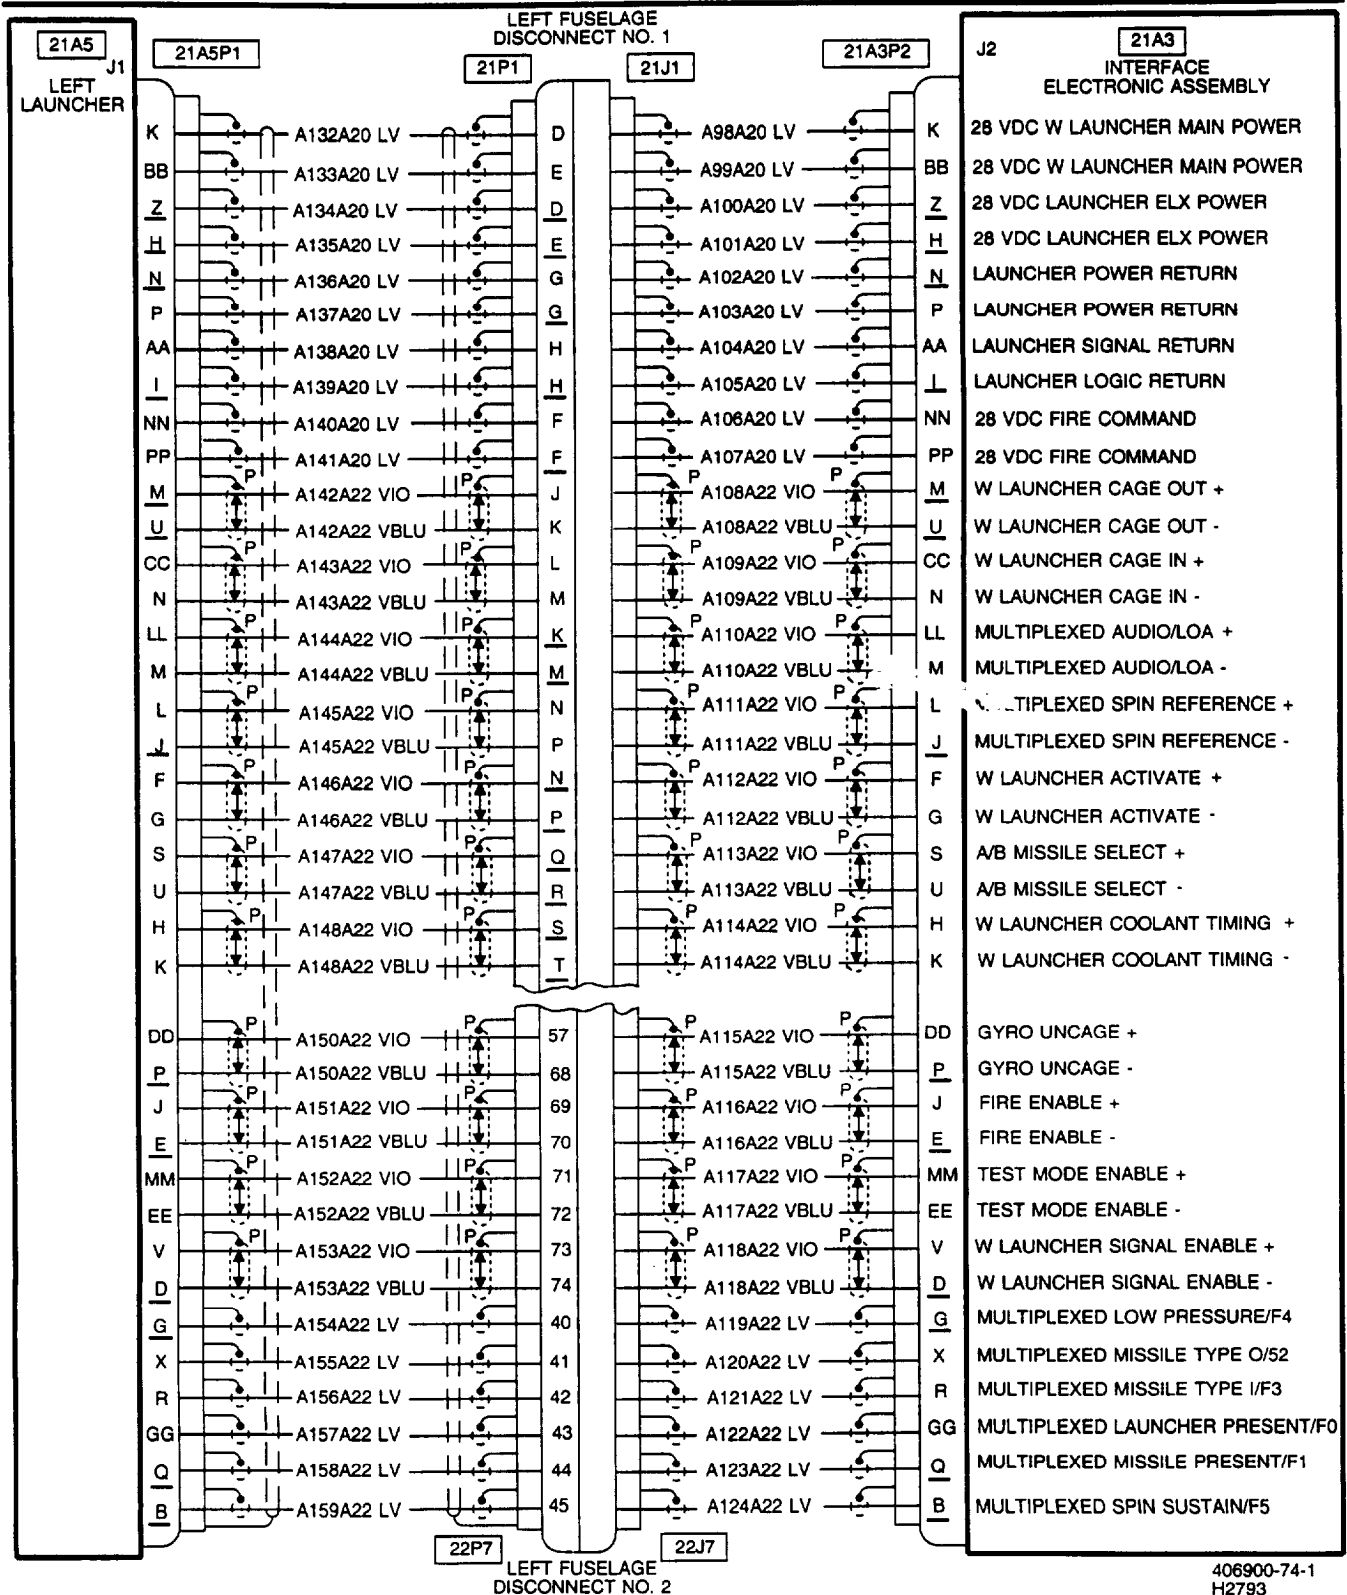 LEFT FUSELAGE
DISCONNECT NO. 1
21A5
J1
LEFT
LAUNCHER
21A5P1
21P1
21J1
21A3P2
J2
21A3
INTERFACE
ELECTRONIC ASSEMBLY
K A132A20 LV D A98A20 LV K 28 VDC W LAUNCHER MAIN POWER
BB A133A20 LV E A99A20 LV BB 28 VDC W LAUNCHER MAIN POWER
Z A134A20 LV D A100A20 LV Z 28 VDC LAUNCHER ELX POWER
H A135A20 LV E A101A20 LV H 28 VDC LAUNCHER ELX POWER
N A136A20 LV G A102A20 LV N LAUNCHER POWER RETURN
P A137A20 LV G A103A20 LV P LAUNCHER POWER RETURN
AA A138A20 LV H A104A20 LV AA LAUNCHER SIGNAL RETURN
I A139A20 LV H A105A20 LV I LAUNCHER LOGIC RETURN
NN A140A20 LV F A106A20 LV NN 28 VDC FIRE COMMAND
PP A141A20 LV F A107A20 LV PP 28 VDC FIRE COMMAND
M P A142A22 VIO P J P A108A22 VIO P M W LAUNCHER CAGE OUT +
U A142A22 VBLU K A108A22 VBLU U W LAUNCHER CAGE OUT -
CC P A143A22 VIO P L P A109A22 VIO P CC W LAUNCHER CAGE IN +
N A143A22 VBLU M A109A22 VBLU N W LAUNCHER CAGE IN -
LL P A144A22 VIO P K P A110A22 VIO P LL MULTIPLEXED AUDIO/LOA +
M A144A22 VBLU M A110A22 VBLU M MULTIPLEXED AUDIO/LOA -
L P A145A22 VIO P N P A111A22 VIO P L TIPLEXED SPIN REFERENCE +
J A145A22 VBLU P A111A22 VBLU J MULTIPLEXED SPIN REFERENCE -
F P A146A22 VIO P N P A112A22 VIO P F W LAUNCHER ACTIVATE +
G A146A22 VBLU P A112A22 VBLU G W LAUNCHER ACTIVATE -
S P A147A22 VIO P Q P A113A22 VIO P S A/B MISSILE SELECT +
U A147A22 VBLU R A113A22 VBLU U A/B MISSILE SELECT -
H P A148A22 VIO P S P A114A22 VIO P H W LAUNCHER COOLANT TIMING +
K A148A22 VBLU T A114A22 VBLU K W LAUNCHER COOLANT TIMING -
DD P A150A22 VIO P 57 P A115A22 VIO P DD GYRO UNCAGE +
P A150A22 VBLU 68 A115A22 VBLU P GYRO UNCAGE -
J P A151A22 VIO P 69 P A116A22 VIO P J FIRE ENABLE +
E A151A22 VBLU 70 A116A22 VBLU E FIRE ENABLE -
MM P A152A22 VIO P 71 P A117A22 VIO P MM TEST MODE ENABLE +
EE A152A22 VBLU 72 A117A22 VBLU EE TEST MODE ENABLE -
V P A153A22 VIO P 73 P A118A22 VIO P V W LAUNCHER SIGNAL ENABLE +
D A153A22 VBLU 74 A118A22 VBLU D W LAUNCHER SIGNAL ENABLE -
G A154A22 LV 40 A119A22 LV G MULTIPLEXED LOW PRESSURE/F4
X A155A22 LV 41 A120A22 LV X MULTIPLEXED MISSILE TYPE O/52
R A156A22 LV 42 A121A22 LV R MULTIPLEXED MISSILE TYPE I/F3
GG A157A22 LV 43 A122A22 LV GG MULTIPLEXED LAUNCHER PRESENT/F0
Q A158A22 LV 44 A123A22 LV Q MULTIPLEXED MISSILE PRESENT/F1
B A159A22 LV 45 A124A22 LV B MULTIPLEXED SPIN SUSTAIN/F5
22P7
22J7
LEFT FUSELAGE
DISCONNECT NO. 2
406900-74-1
H2793